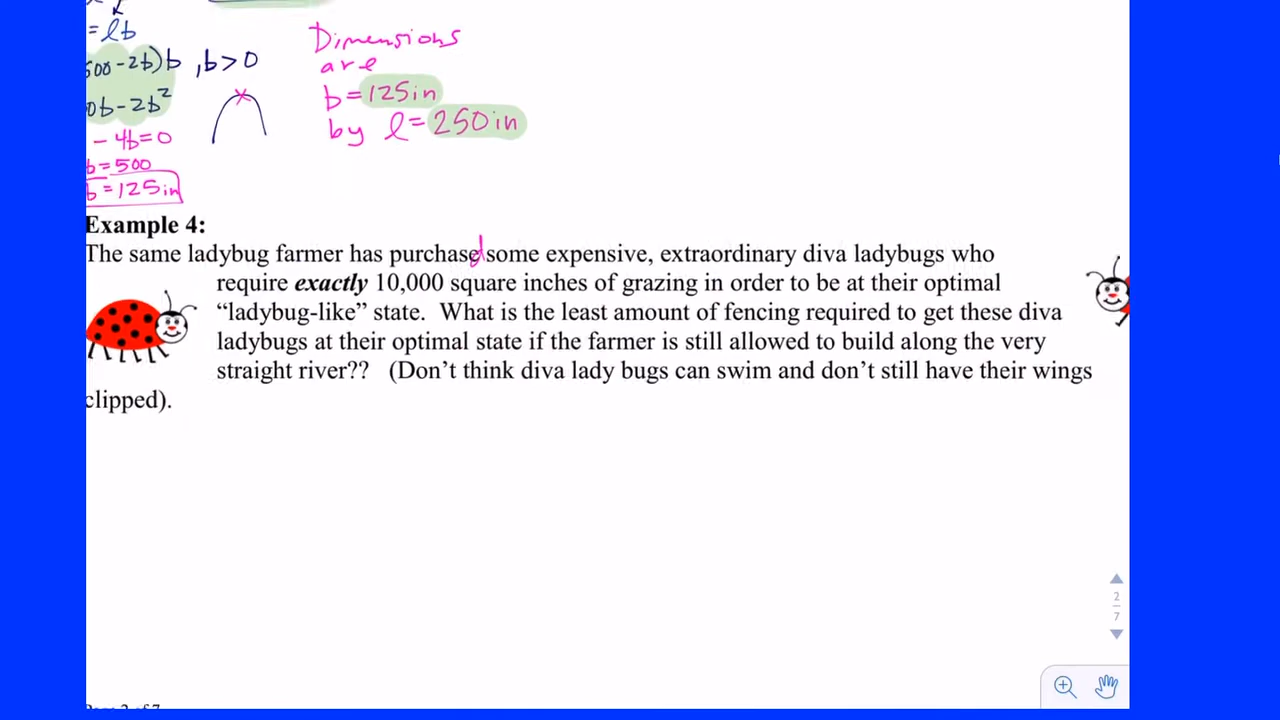 = lb
500 - 2b)b , b > 0
0b - 2b²
- 4b = 0
b = 500
b = 125in
Dimensions
are
b = 125in
by l = 250in
Example 4:
The same ladybug farmer has purchased some expensive, extraordinary diva ladybugs who
require exactly 10,000 square inches of grazing in order to be at their optimal
“ladybug-like” state. What is the least amount of fencing required to get these diva
ladybugs at their optimal state if the farmer is still allowed to build along the very
straight river?? (Don’t think diva lady bugs can swim and don’t still have their wings
clipped).
2
7